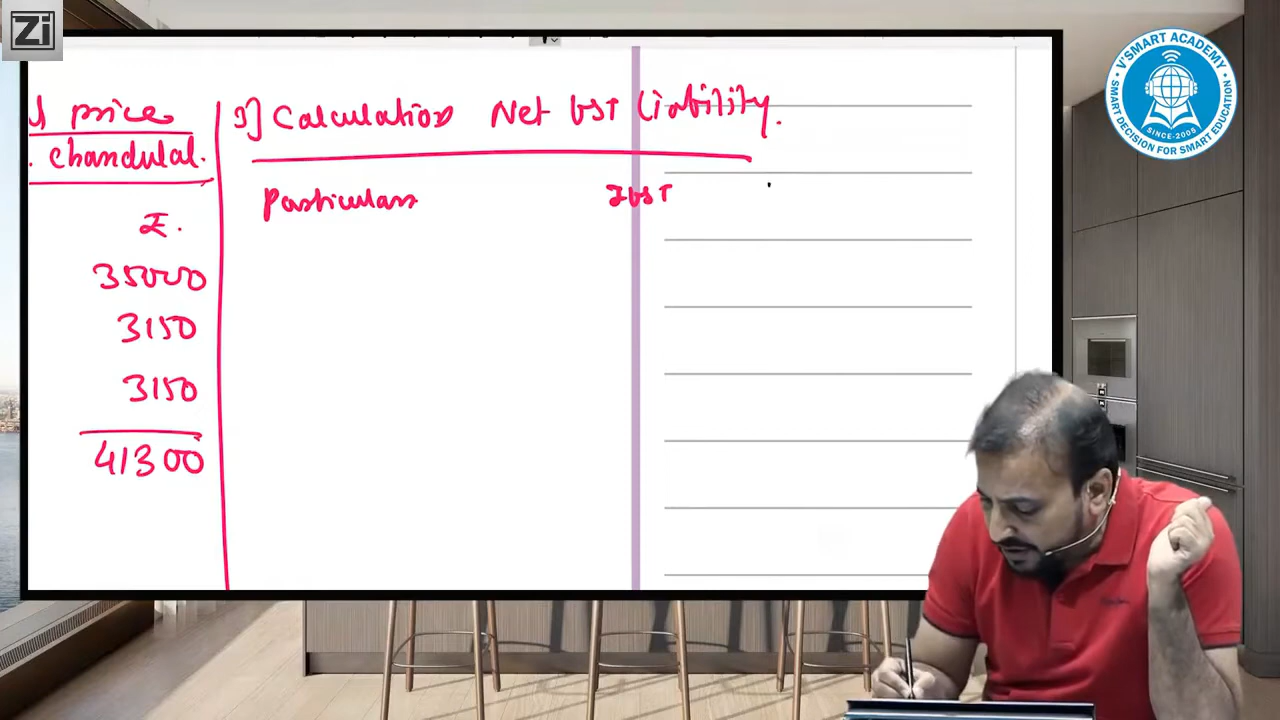 Zi
V'SMART ACADEMY
SMART DECISION FOR SMART EDUCATION
SINCE-2005
price
. Chandulal.
₹.
35000
3150
3150
41300
3] Calculation Net GST Liability.
Particulars IGST